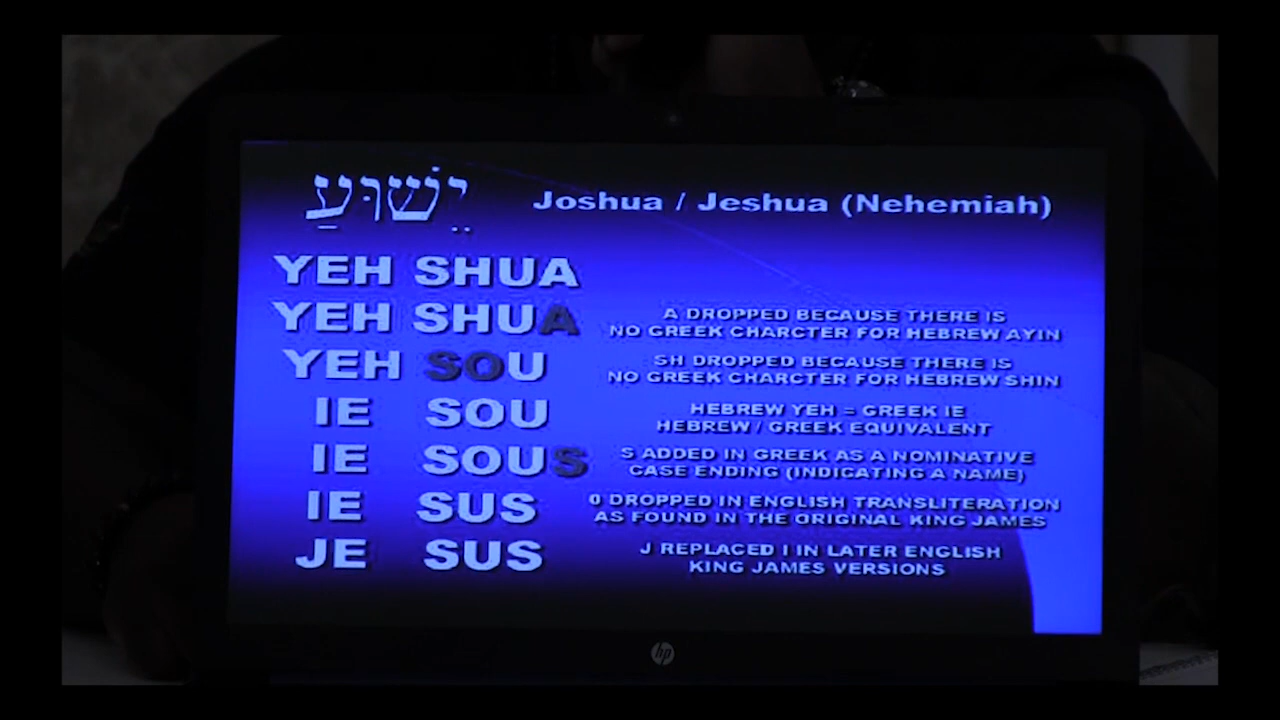 יֵשׁוּעַ Joshua / Jeshua (Nehemiah)
YEH SHUA
YEH SHUA A DROPPED BECAUSE THERE IS
NO GREEK CHARCTER FOR HEBREW AYIN
YEH SOU SH DROPPED BECAUSE THERE IS
NO GREEK CHARCTER FOR HEBREW SHIN
IE SOU HEBREW YEH = GREEK IE
HEBREW / GREEK EQUIVALENT
IE SOUS S ADDED IN GREEK AS A NOMINATIVE
CASE ENDING (INDICATING A NAME)
IE SUS 0 DROPPED IN ENGLISH TRANSLITERATION
AS FOUND IN THE ORIGINAL KING JAMES
JE SUS J REPLACED I IN LATER ENGLISH
KING JAMES VERSIONS
hp